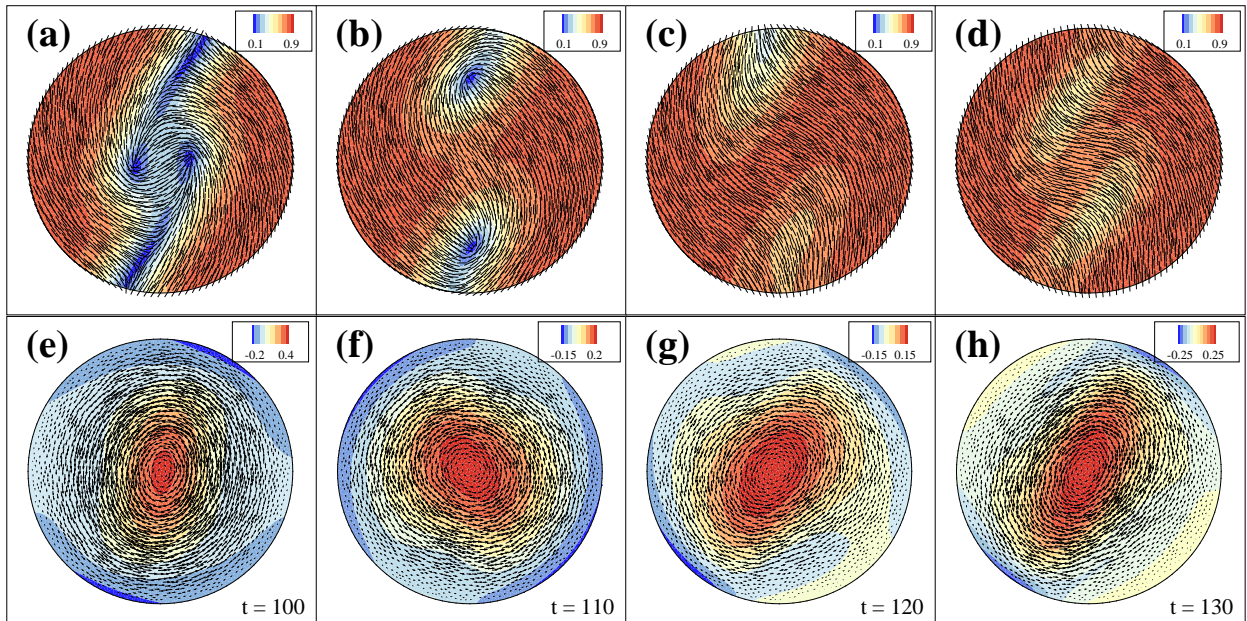 (a)
0.1 0.9
(b)
0.1 0.9
(c)
0.1 0.9
(d)
0.1 0.9
(e)
-0.2 0.4
t = 100
(f)
-0.15 0.2
t = 110
(g)
-0.15 0.15
t = 120
(h)
-0.25 0.25
t = 130